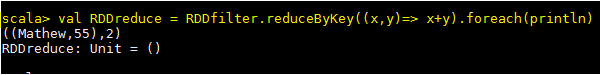 scala> val RDDreduce = RDDfilter.reduceByKey((x,y)=> x+y).foreach(println)
((Mathew,55),2)
RDDreduce: Unit = ()